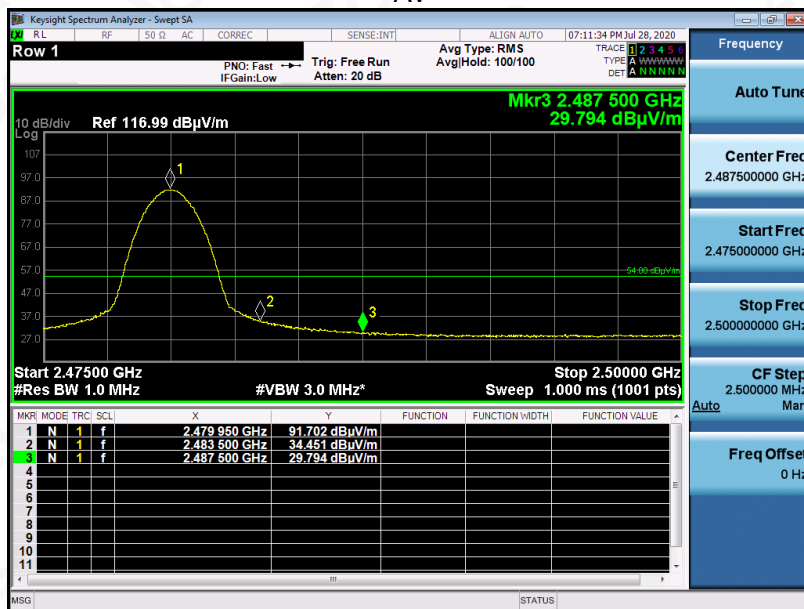 Keysight Spectrum Analyzer - Swept SA
LXI RL RF 50 Ω AC CORREC SENSE:INT ALIGN AUTO 07:11:34 PM Jul 28, 2020
Row 1
PNO: Fast
IFGain:Low
Trig: Free Run
Atten: 20 dB
Avg Type: RMS
Avg|Hold: 100/100
TRACE 1 2 3 4 5 6
TYPE A WWWWW
DET A N N N N N
Mkr3 2.487 500 GHz
29.794 dBµV/m
10 dB/div Ref 116.99 dBµV/m
Log
107
97.0
87.0
77.0
67.0
57.0
47.0
37.0
27.0
1
2
3
54.00 dBµV/m
Start 2.47500 GHz Stop 2.50000 GHz
#Res BW 1.0 MHz #VBW 3.0 MHz* Sweep 1.000 ms (1001 pts)
MKR MODE TRC SCL X Y FUNCTION FUNCTION WIDTH FUNCTION VALUE
1 N 1 f 2.479 950 GHz 91.702 dBµV/m
2 N 1 f 2.483 500 GHz 34.451 dBµV/m
3 N 1 f 2.487 500 GHz 29.794 dBµV/m
4
5
6
7
8
9
10
11
MSG STATUS
Frequency
Auto Tune
Center Freq
2.487500000 GHz
Start Freq
2.475000000 GHz
Stop Freq
2.500000000 GHz
CF Step
2.500000 MHz
Auto Man
Freq Offset
0 Hz